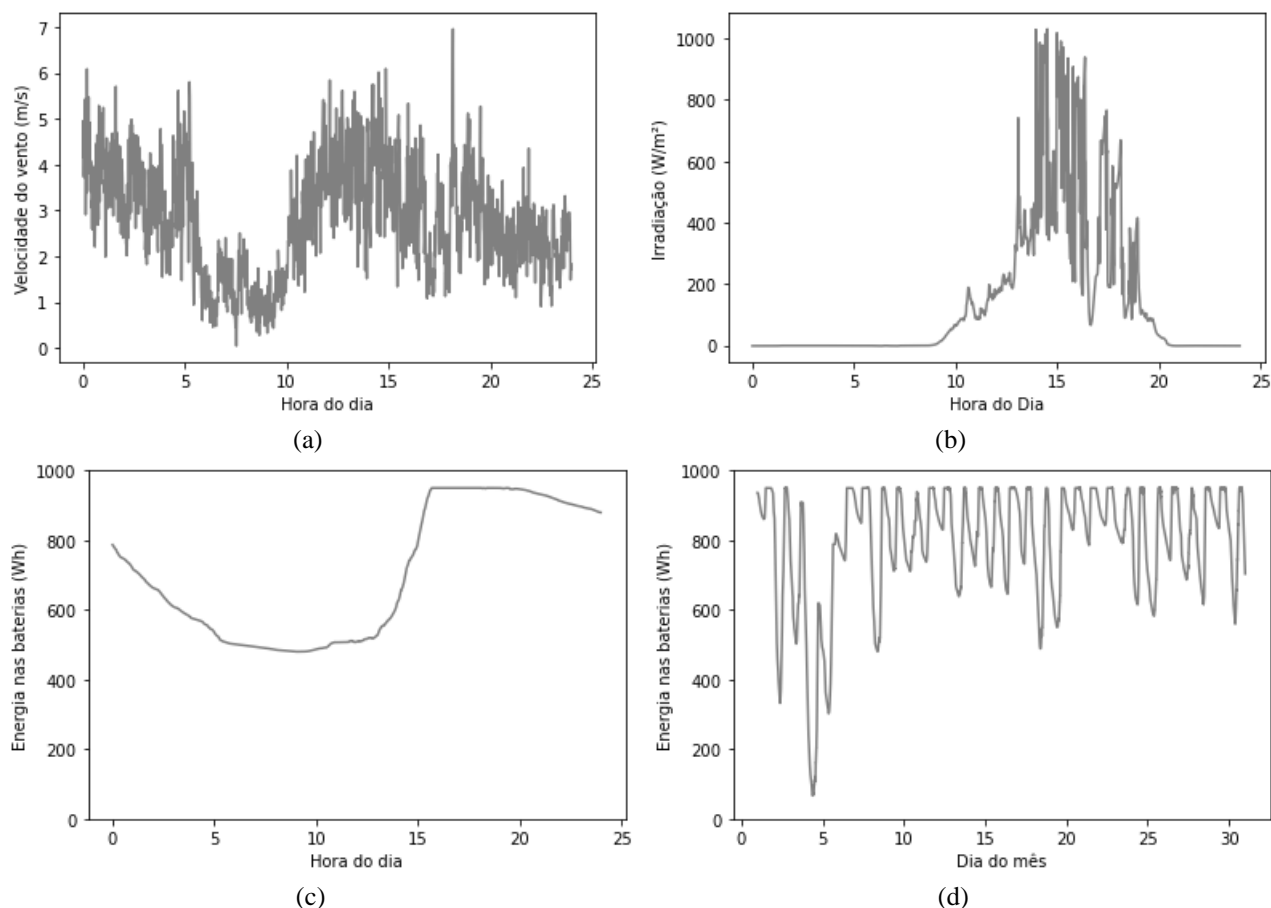 Velocidade do vento (m/s)
7
6
5
4
3
2
1
0
0 5 10 15 20 25
Hora do dia
(a)
Irradiação (W/m²)
1000
800
600
400
200
0
0 5 10 15 20 25
Hora do Dia
(b)
Energia nas baterias (Wh)
1000
800
600
400
200
0
0 5 10 15 20 25
Hora do dia
(c)
Energia nas baterias (Wh)
1000
800
600
400
200
0
0 5 10 15 20 25 30
Dia do mês
(d)